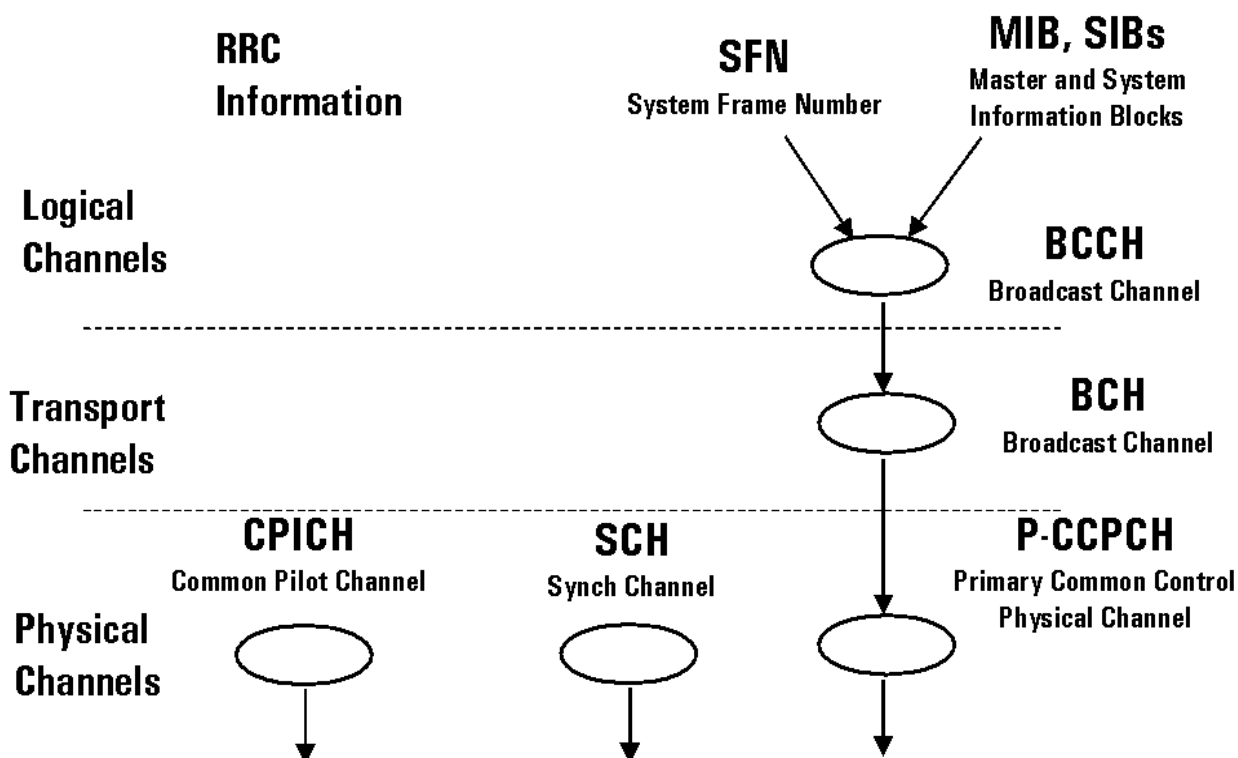 RRC
Information
SFN
System Frame Number
MIB, SIBs
Master and System
Information Blocks
Logical
Channels
BCCH
Broadcast Channel
Transport
Channels
BCH
Broadcast Channel
CPICH
Common Pilot Channel
SCH
Synch Channel
P-CCPCH
Primary Common Control
Physical Channel
Physical
Channels